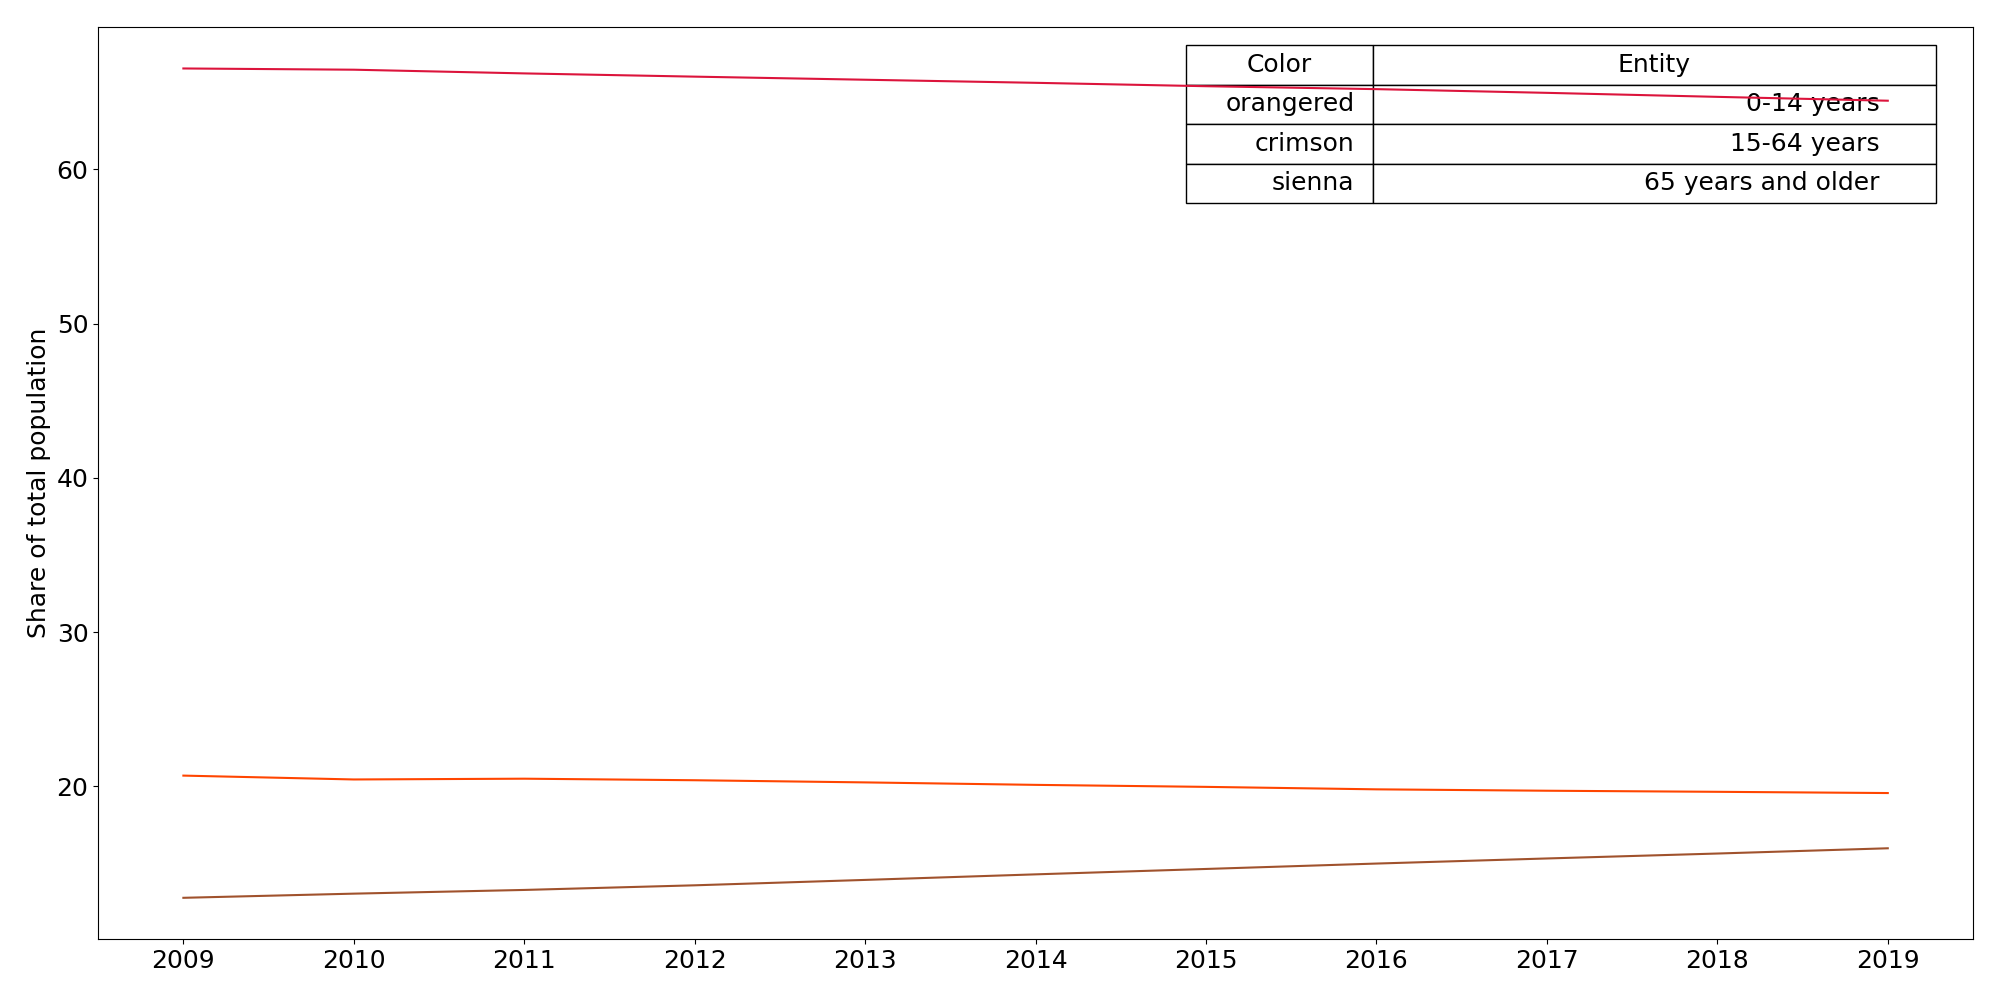 Color Entity
orangered 0-14 years
crimson 15-64 years
sienna 65 years and older
Share of total population
60
50
40
30
20
2009 2010 2011 2012 2013 2014 2015 2016 2017 2018 2019